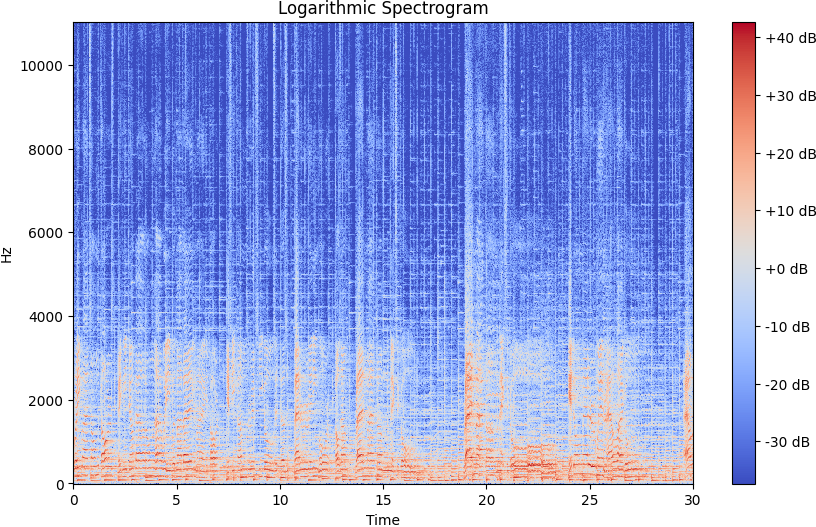 Logarithmic Spectrogram
Hz
10000
8000
6000
4000
2000
0
0 5 10 15 20 25 30
Time
+40 dB
+30 dB
+20 dB
+10 dB
+0 dB
-10 dB
-20 dB
-30 dB